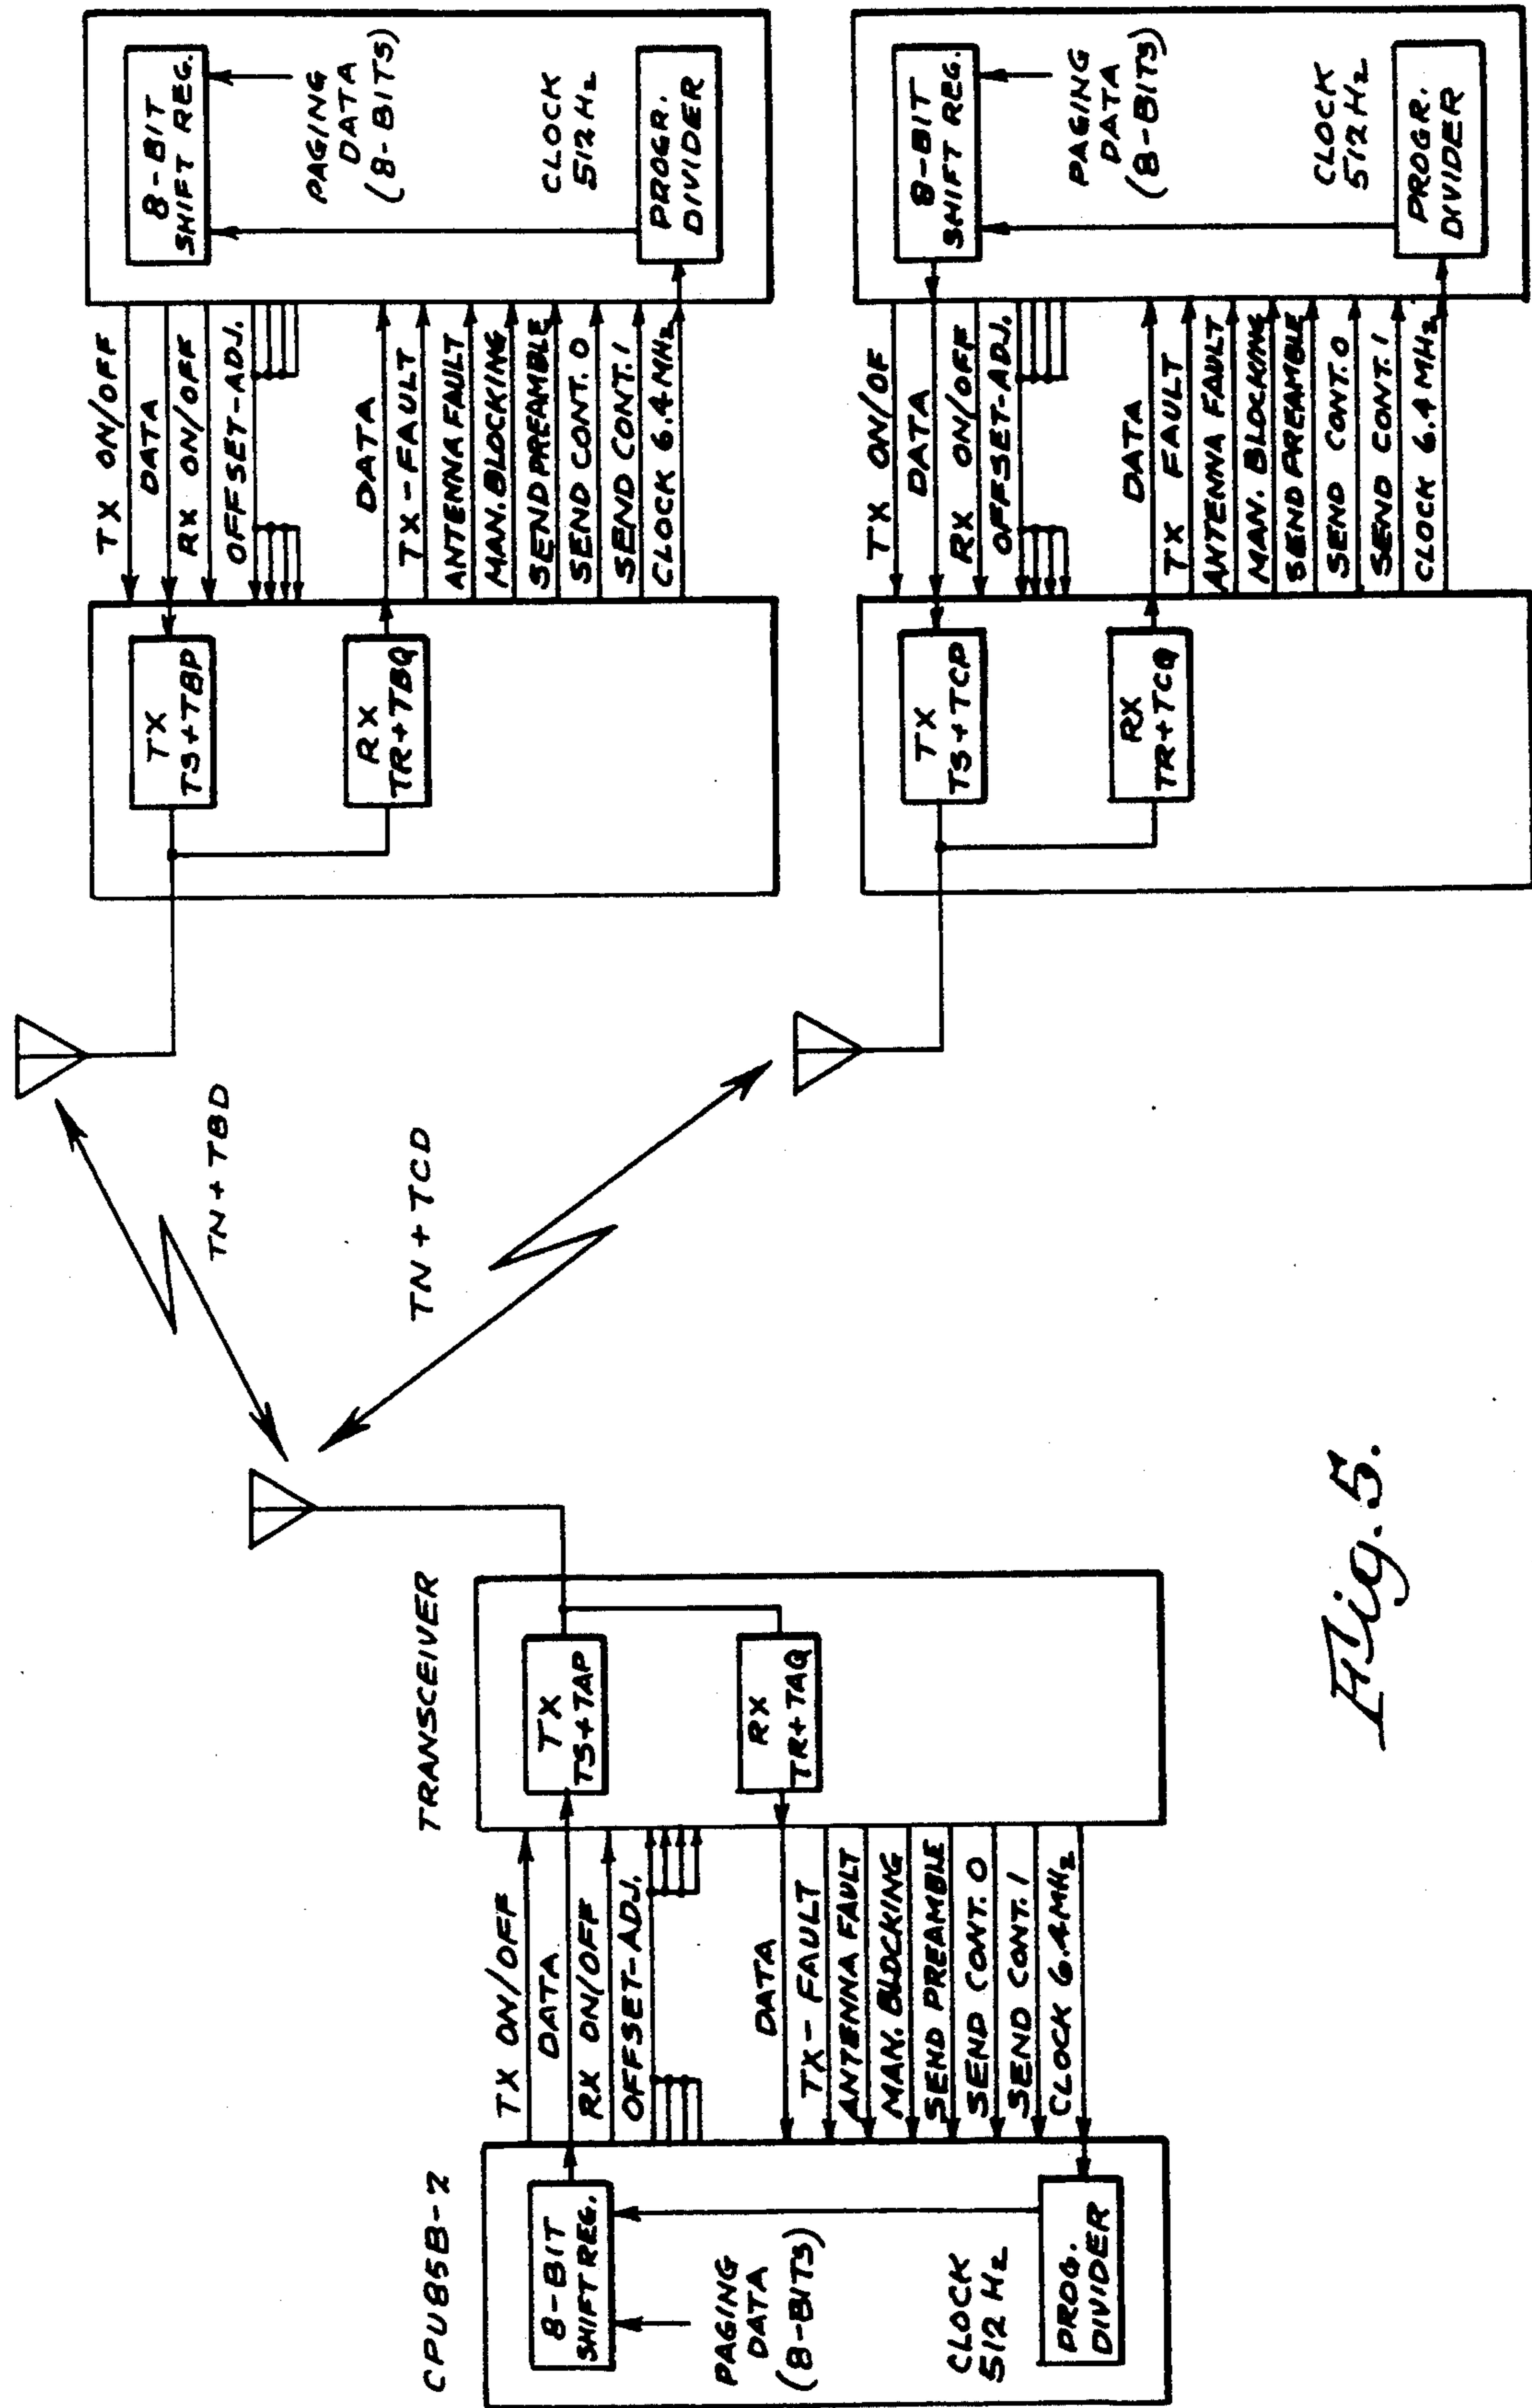 CPU85B-2
8-BIT
SHIFT REG.
PAGING
DATA
(8-BITS)
CLOCK
512 Hz
PROG.
DIVIDER
TX ON/OFF
DATA
RX ON/OFF
OFFSET-ADJ.
DATA
TX-FAULT
ANTENNA FAULT
MAN. BLOCKING
SEND PREAMBLE
SEND CONT. 0
SEND CONT. 1
CLOCK 6.4 MHz
TRANSCEIVER
TX
TS+TAP
RX
TR+TAQ
TN+TBD
TN+TCD
TX
TS+TBP
RX
TR+TBQ
TX ON/OFF
DATA
RX ON/OFF
OFFSET-ADJ.
DATA
TX-FAULT
ANTENNA FAULT
MAN. BLOCKING
SEND PREAMBLE
SEND CONT. 0
SEND CONT. 1
CLOCK 6.4 MHz
8-BIT
SHIFT REG.
PAGING
DATA
(8-BITS)
CLOCK
512 Hz
PROGR.
DIVIDER
TX
TS+TCP
RX
TR+TCQ
TX ON/OF
DATA
RX ON/OFF
OFFSET-ADJ.
DATA
TX FAULT
ANTENNA FAULT
MAN. BLOCKING
SEND PREAMBLE
SEND CONT. 0
SEND CONT. 1
CLOCK 6.4 MHz
8-BIT
SHIFT REG.
PAGING
DATA
(8-BITS)
CLOCK
512 Hz
PROGR.
DIVIDER
Fig. 5.